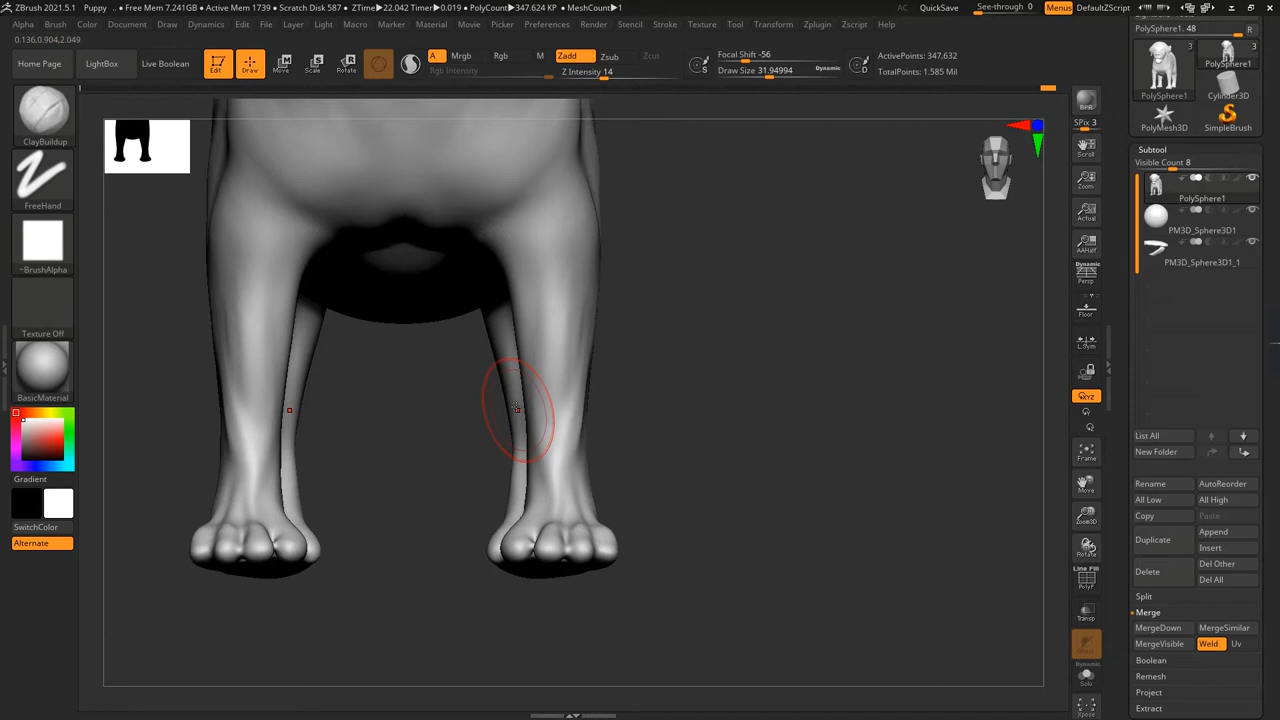 ZBrush 2021.5.1 Puppy .. • Free Mem 7.241GB • Active Mem 1739 • Scratch Disk 587 • ZTime▸22.042 Timer▸0.019 • PolyCount▸347.624 KP • MeshCount▸1
AC QuickSave See-through 0 Menus DefaultZScript
Alpha Brush Color Document Draw Dynamics Edit File Layer Light Macro Marker Material Movie Picker Preferences Render Stencil Stroke Texture Tool Transform Zplugin Zscript Help
0.136,0.904,2.049
Home Page LightBox Live Boolean
Edit Draw Move Scale Rotate
A Mrgb Rgb M Zadd Zsub Zcut
Rgb Intensity Z Intensity 14
S
Focal Shift -56
Draw Size 31.94994 Dynamic
D
ActivePoints: 347,632
TotalPoints: 1.585 Mil
ClayBuildup
FreeHand
~BrushAlpha
Texture Off
BasicMaterial
Gradient
SwitchColor
Alternate
BPR
SPix 3
Scroll
Zoom
Actual
AAHalf
Dynamic
Persp
Floor
L.Sym
XYZ
Frame
Move
Zoom3D
Rotate
Line Fill
PolyF
Transp
Dynamic
Solo
Xpose
PolySphere1. 48 R
3 3
PolySphere1
PolySphere1 Cylinder3D
PolyMesh3D SimpleBrush
Subtool
Visible Count 8
PolySphere1
PM3D_Sphere3D1
PM3D_Sphere3D1_1
List All
New Folder
Rename AutoReorder
All Low All High
Copy Paste
Duplicate Append
Insert
Delete Del Other
Del All
Split
Merge
MergeDown MergeSimilar
MergeVisible Weld Uv
Boolean
Remesh
Project
Extract